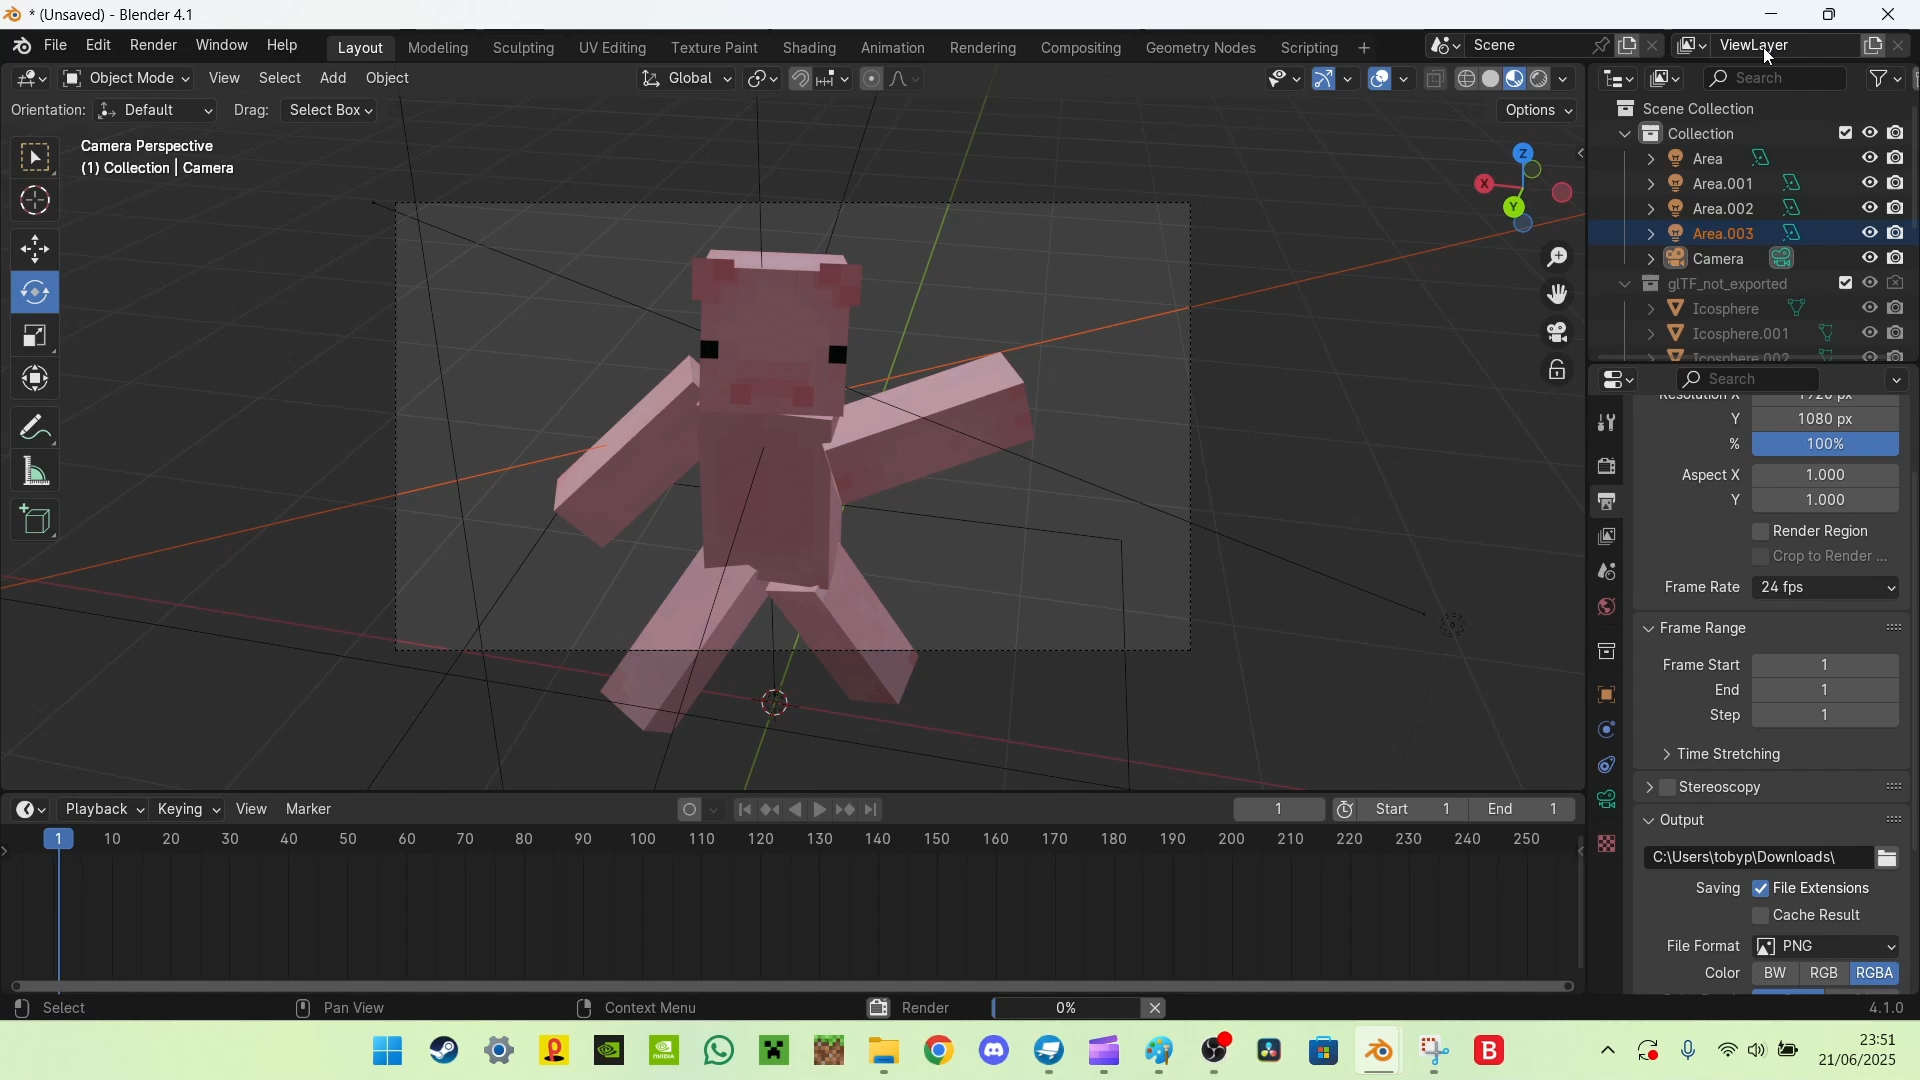 * (Unsaved) - Blender 4.1
File Edit Render Window Help Layout Modeling Sculpting UV Editing Texture Paint Shading Animation Rendering Compositing Geometry Nodes Scripting + Scene ViewLayer
Object Mode View Select Add Object Global Search
Orientation: Default Drag: Select Box Options
Camera Perspective
(1) Collection | Camera
Z
X
Y
Scene Collection
Collection
Area
Area.001
Area.002
Area.003
Camera
glTF_not_exported
Icosphere
Icosphere.001
Icosphere.002
Search
Resolution X 1920 px
Y 1080 px
% 100%
Aspect X 1.000
Y 1.000
Render Region
Crop to Render ...
Frame Rate 24 fps
Frame Range
Frame Start 1
End 1
Step 1
Time Stretching
Stereoscopy
Output
C:\Users\tobyp\Downloads\
Saving File Extensions
Cache Result
File Format PNG
Color BW RGB RGBA
Playback Keying View Marker 1 Start 1 End 1
1 10 20 30 40 50 60 70 80 90 100 110 120 130 140 150 160 170 180 190 200 210 220 230 240 250
Select Pan View Context Menu Render 0% 4.1.0
B
23:51
21/06/2025